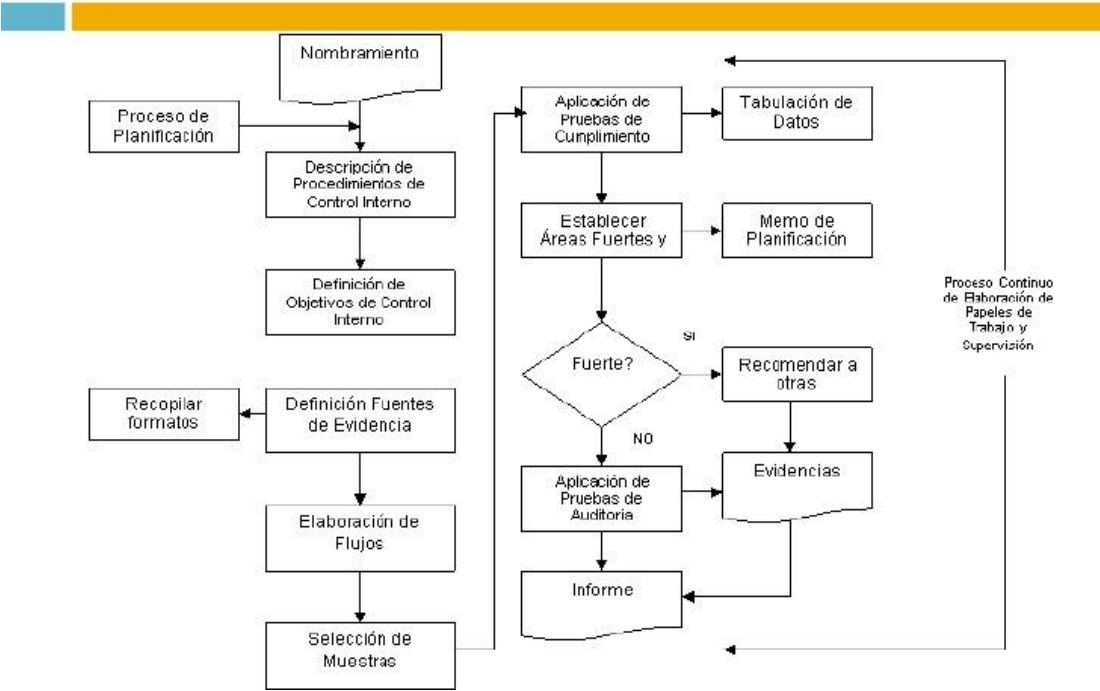 Nombramiento
Proceso de
Planificación
Descripción de
Procedimientos de
Control Interno
Definición de
Objetivos de Control
Interno
Recopilar
formatos
Definición Fuentes
de Evidencia
Elaboración de
Flujos
Selección de
Muestras
Aplicación de
Pruebas de
Cumplimiento
Tabulación de
Datos
Establecer
Áreas Fuertes y
Memo de
Planificación
Fuerte?
SI
Recomendar a
otras
NO
Aplicación de
Pruebas de
Auditoria
Evidencias
Informe
Proceso Continuo
de Elaboración de
Papeles de
Trabajo y
Supervisión